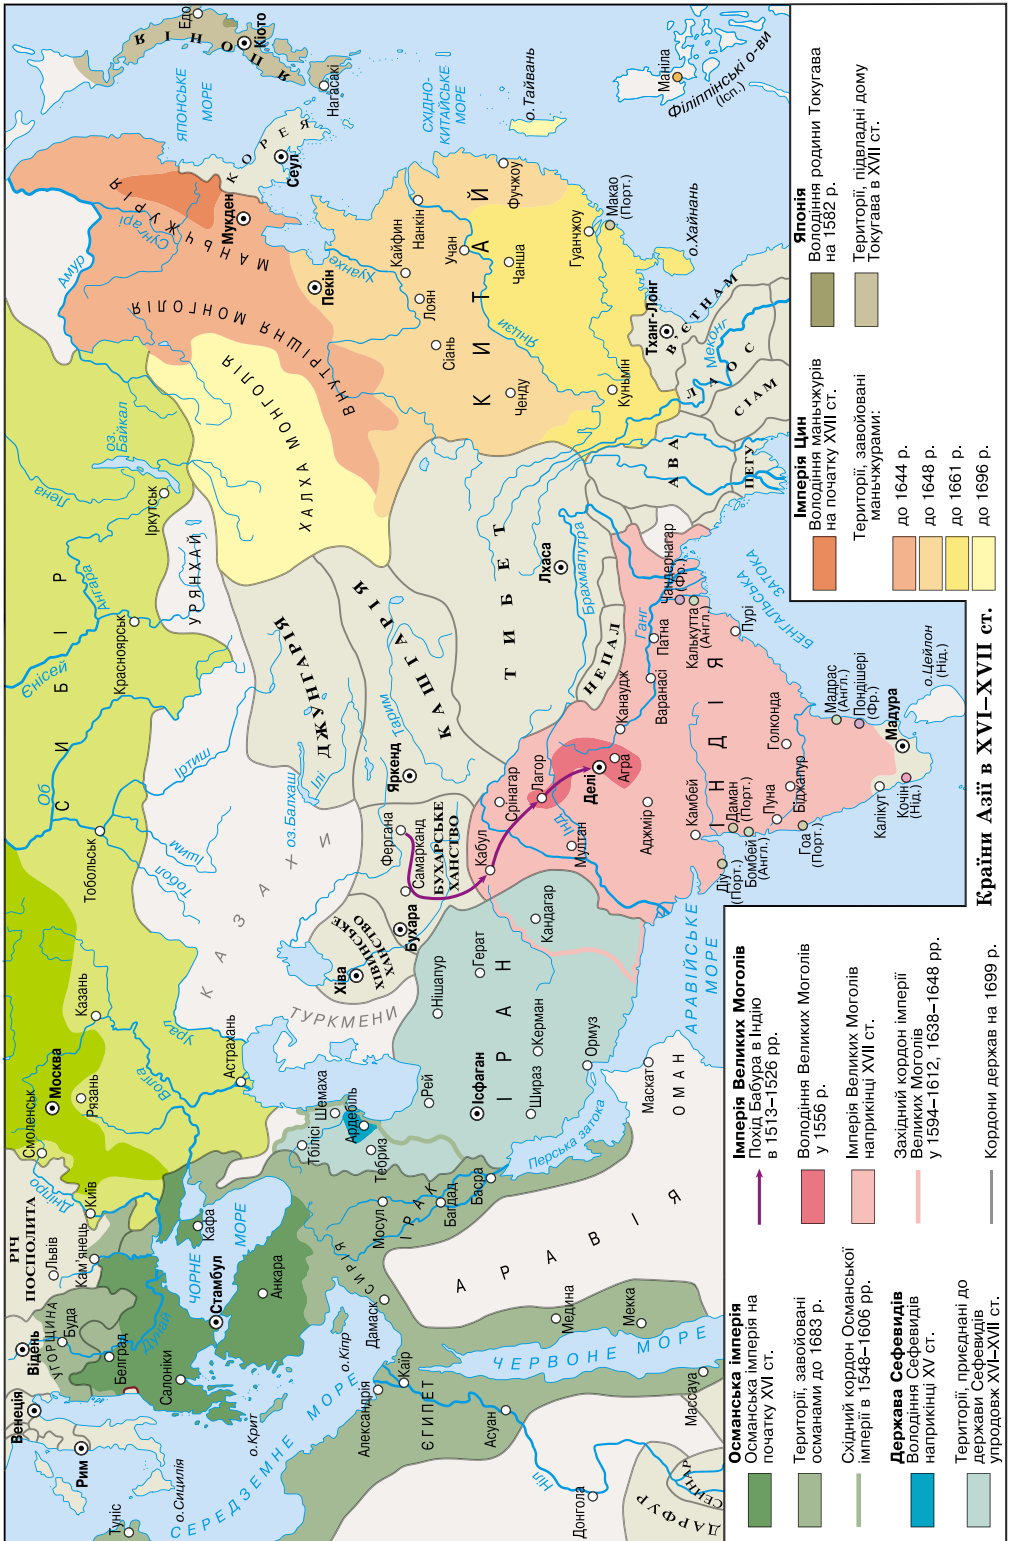 Країни Азії в XVI–XVII ст.
Османська імперія
Османська імперія на
початку XVI ст.
Території, завойовані
османами до 1683 р.
Східний кордон Османської
імперії в 1548–1606 рр.
Держава Сефевидів
Володіння Сефевидів
наприкінці XV ст.
Території, приєднані до
держави Сефевидів
упродовж XVI–XVII ст.
Імперія Великих Моголів
Похід Бабура в Індію
в 1513–1526 рр.
Володіння Великих Моголів
у 1556 р.
Імперія Великих Моголів
наприкінці XVII ст.
Західний кордон імперії
Великих Моголів
у 1594–1612, 1638–1648 рр.
Кордони держав на 1699 р.
Імперія Цин
Володіння маньчжурів
на початку XVII ст.
Території, завойовані
маньчжурами:
до 1644 р.
до 1648 р.
до 1661 р.
до 1696 р.
Японія
Володіння родини Токугава
на 1582 р.
Території, підвладні дому
Токугава в XVII ст.
Венеція
Рим
Туніс
о.Сицилія
СЕРЕДЗЕМНЕ МОРЕ
о.Крит
о.Кіпр
Відень
УГОРЩИНА
Буда
Белград
Салоніки
Дунай
РІЧ
ПОСПОЛИТА
Львів
Кам'янець
Київ
Дніпро
Смоленськ
Москва
Рязань
Казань
Волга
Урал
Астрахань
ЧОРНЕ
МОРЕ
Кафа
Стамбул
Анкара
Александрія
Каїр
ЄГИПЕТ
Асуан
Ніл
Донгола
ДАРФУР
СЕННАР
Массауа
ЧЕРВОНЕ МОРЕ
Медина
Мекка
АРАВІЯ
Дамаск
СИРІЯ
Мосул
ІРАК
Багдад
Басра
Тбілісі
Шемаха
Ардебіль
Тебриз
Перська затока
Рей
Ісфаган
ІРАН
Шираз
Керман
Ормуз
Нішапур
Герат
Кандагар
Маскат
ОМАН
АРАВІЙСЬКЕ
МОРЕ
ТУРКМЕНИ
Хіва
ХІВИНСЬКЕ
ХАНСТВО
Бухара
БУХАРСЬКЕ
ХАНСТВО
Самарканд
Фергана
Кабул
КАЗАХИ
СИБІР
Тобольськ
Тобол
Ішим
Іртиш
Об
Єнісей
Ангара
Лена
Красноярськ
Іркутськ
оз.
Байкал
УРЯНХАЙ
оз.Балхаш
Ілі
ДЖУНГАРІЯ
КАШГАРІЯ
Тарим
Яркенд
ТИБЕТ
Лхаса
Брахмапутра
НЕПАЛ
Срінагар
Лагор
Делі
Агра
Інд
Мултан
Аджмір
Канаудж
Варанасі
Патна
Ганг
Чандернагар
(Фр.)
Калькутта
(Англ.)
Пурі
ІНДІЯ
Камбей
Діу
(Порт.)
Даман
(Порт.)
Бомбей
(Англ.)
Пуна
Біджапур
Голконда
Гоа
(Порт.)
Мадрас
(Англ.)
Пондішері
(Фр.)
Калікут
Кочін
(Нід.)
Мадура
о.Цейлон
(Нід.)
БЕНГАЛЬСЬКА
ЗАТОКА
АВА
ПЕГУ
СІАМ
ЛАОС
Меконг
В'ЄТНАМ
Тханг-Лонг
о.Хайнань
ХАЛХА МОНГОЛІЯ
ВНУТРІШНЯ МОНГОЛІЯ
МАНЬЧЖУРІЯ
Амур
Сунгарі
Мукден
Пекін
Хуанхе
КИТАЙ
Кайфин
Нанкін
Лоян
Сіань
Учан
Чанша
Янцзи
Ченду
Куньмін
Гуанчжоу
Фучжоу
Макао
(Порт.)
о.Тайвань
СХІДНО-
КИТАЙСЬКЕ
МОРЕ
КОРЕЯ
Сеул
ЯПОНСЬКЕ
МОРЕ
ЯПОНІЯ
Едо
Кіото
Нагасакі
Маніла
Філіппінські о-ви
(Ісп.)